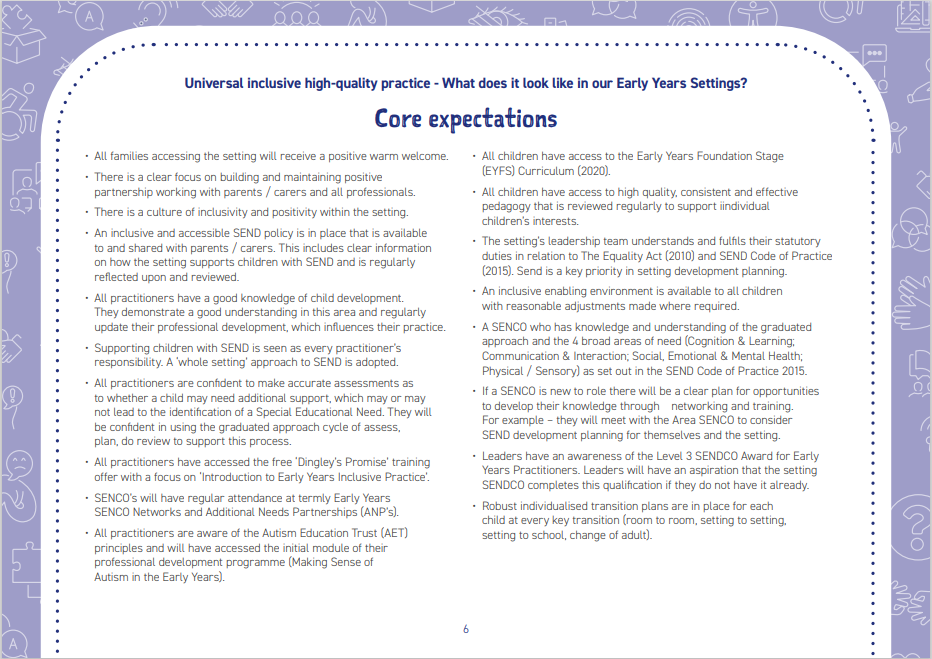 Universal inclusive high-quality practice - What does it look like in our Early Years Settings?
Core expectations
• All families accessing the setting will receive a positive warm welcome.
• There is a clear focus on building and maintaining positive
partnership working with parents / carers and all professionals.
• There is a culture of inclusivity and positivity within the setting.
• An inclusive and accessible SEND policy is in place that is available
to and shared with parents / carers. This includes clear information
on how the setting supports children with SEND and is regularly
reflected upon and reviewed.
• All practitioners have a good knowledge of child development.
They demonstrate a good understanding in this area and regularly
update their professional development, which influences their practice.
• Supporting children with SEND is seen as every practitioner's
responsibility. A 'whole setting' approach to SEND is adopted.
• All practitioners are confident to make accurate assessments as
to whether a child may need additional support, which may or may
not lead to the identification of a Special Educational Need. They will
be confident in using the graduated approach cycle of assess,
plan, do review to support this process.
• All practitioners have accessed the free 'Dingley's Promise' training
offer with a focus on 'Introduction to Early Years Inclusive Practice'.
• SENCO's will have regular attendance at termly Early Years
SENCO Networks and Additional Needs Partnerships (ANP's).
• All practitioners are aware of the Autism Education Trust (AET)
principles and will have accessed the initial module of their
professional development programme (Making Sense of
Autism in the Early Years).
• All children have access to the Early Years Foundation Stage
(EYFS) Curriculum (2020).
• All children have access to high quality, consistent and effective
pedagogy that is reviewed regularly to support iindividual
children's interests.
• The setting's leadership team understands and fulfils their statutory
duties in relation to The Equality Act (2010) and SEND Code of Practice
(2015). Send is a key priority in setting development planning.
• An inclusive enabling environment is available to all children
with reasonable adjustments made where required.
• A SENCO who has knowledge and understanding of the graduated
approach and the 4 broad areas of need (Cognition & Learning;
Communication & Interaction; Social, Emotional & Mental Health;
Physical / Sensory) as set out in the SEND Code of Practice 2015.
• If a SENCO is new to role there will be a clear plan for opportunities
to develop their knowledge through networking and training.
For example – they will meet with the Area SENCO to consider
SEND development planning for themselves and the setting.
• Leaders have an awareness of the Level 3 SENDCO Award for Early
Years Practitioners. Leaders will have an aspiration that the setting
SENDCO completes this qualification if they do not have it already.
• Robust individualised transition plans are in place for each
child at every key transition (room to room, setting to setting,
setting to school, change of adult).
6
A
A